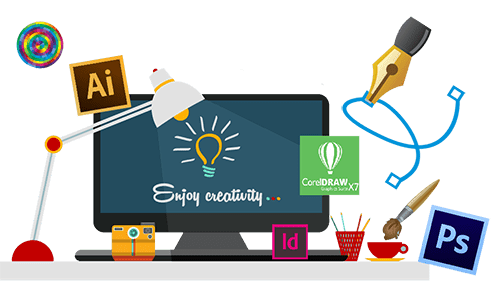 Ai
Enjoy creativity...
CorelDRAW
Graphics Suite X7
Id
Ps